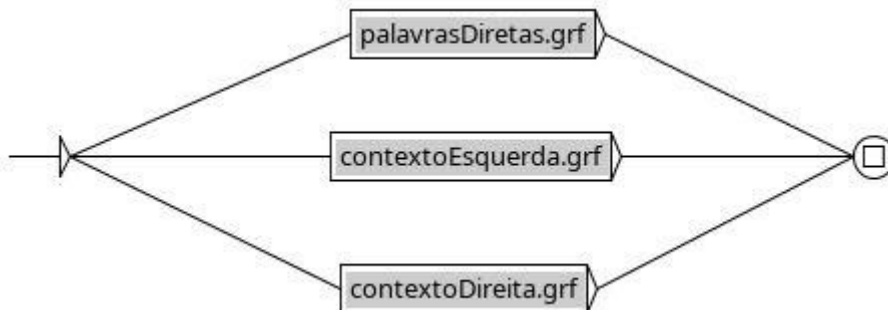 palavrasDiretas.grf
contextoEsquerda.grf
contextoDireita.grf